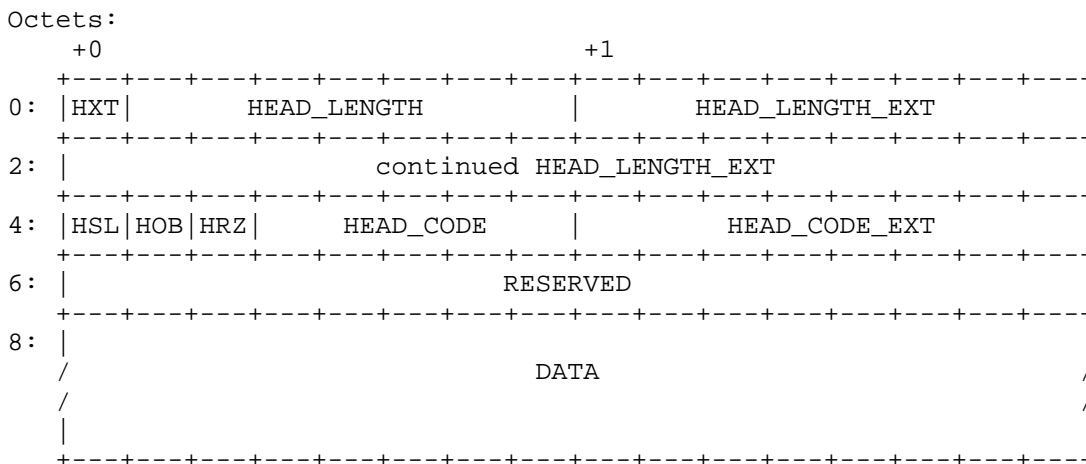 Octets:
+0 +1
+---+---+---+---+---+---+---+---+---+---+---+---+---+---+---+----
0: |HXT| HEAD_LENGTH | HEAD_LENGTH_EXT
+---+---+---+---+---+---+---+---+---+---+---+---+---+---+---+----
2: | continued HEAD_LENGTH_EXT
+---+---+---+---+---+---+---+---+---+---+---+---+---+---+---+----
4: |HSL|HOB|HRZ| HEAD_CODE | HEAD_CODE_EXT
+---+---+---+---+---+---+---+---+---+---+---+---+---+---+---+----
6: | RESERVED
+---+---+---+---+---+---+---+---+---+---+---+---+---+---+---+----
8: |
/ DATA /
/ /
|
+---+---+---+---+---+---+---+---+---+---+---+---+---+---+---+----